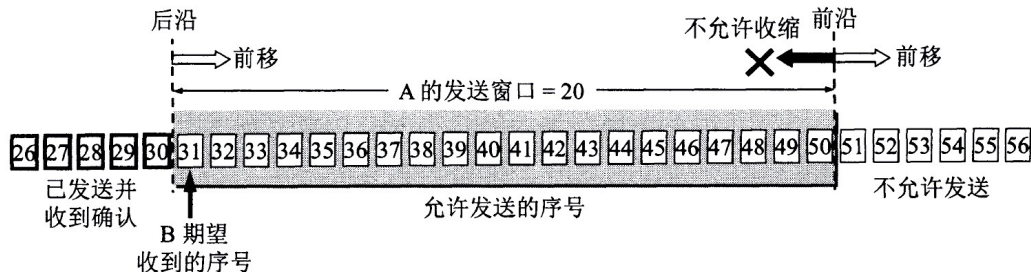 后沿
前移
不允许收缩
前沿
前移
A 的发送窗口 = 20
26 27 28 29 30 31 32 33 34 35 36 37 38 39 40 41 42 43 44 45 46 47 48 49 50 51 52 53 54 55 56
已发送并
收到确认
允许发送的序号
不允许发送
B 期望
收到的序号